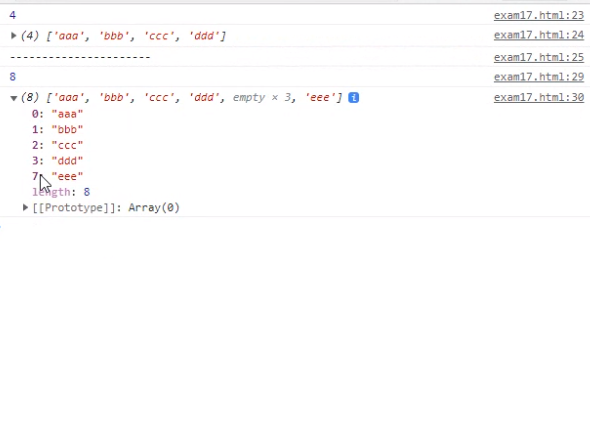 4 exam17.html:23
(4) ['aaa', 'bbb', 'ccc', 'ddd'] exam17.html:24
---------------------- exam17.html:25
8 exam17.html:29
(8) ['aaa', 'bbb', 'ccc', 'ddd', empty × 3, 'eee'] i exam17.html:30
0: "aaa"
1: "bbb"
2: "ccc"
3: "ddd"
7: "eee"
length: 8
[[Prototype]]: Array(0)